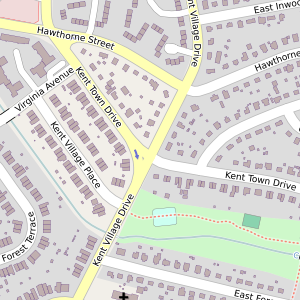 East Inwoo
Hawthorne Street
Kent Village Drive
Hawthorne
Virginia Avenue
Kent Town Drive
Kent Village Place
Kent Town Drive
Forest Terrace
Kent Village Drive
East For